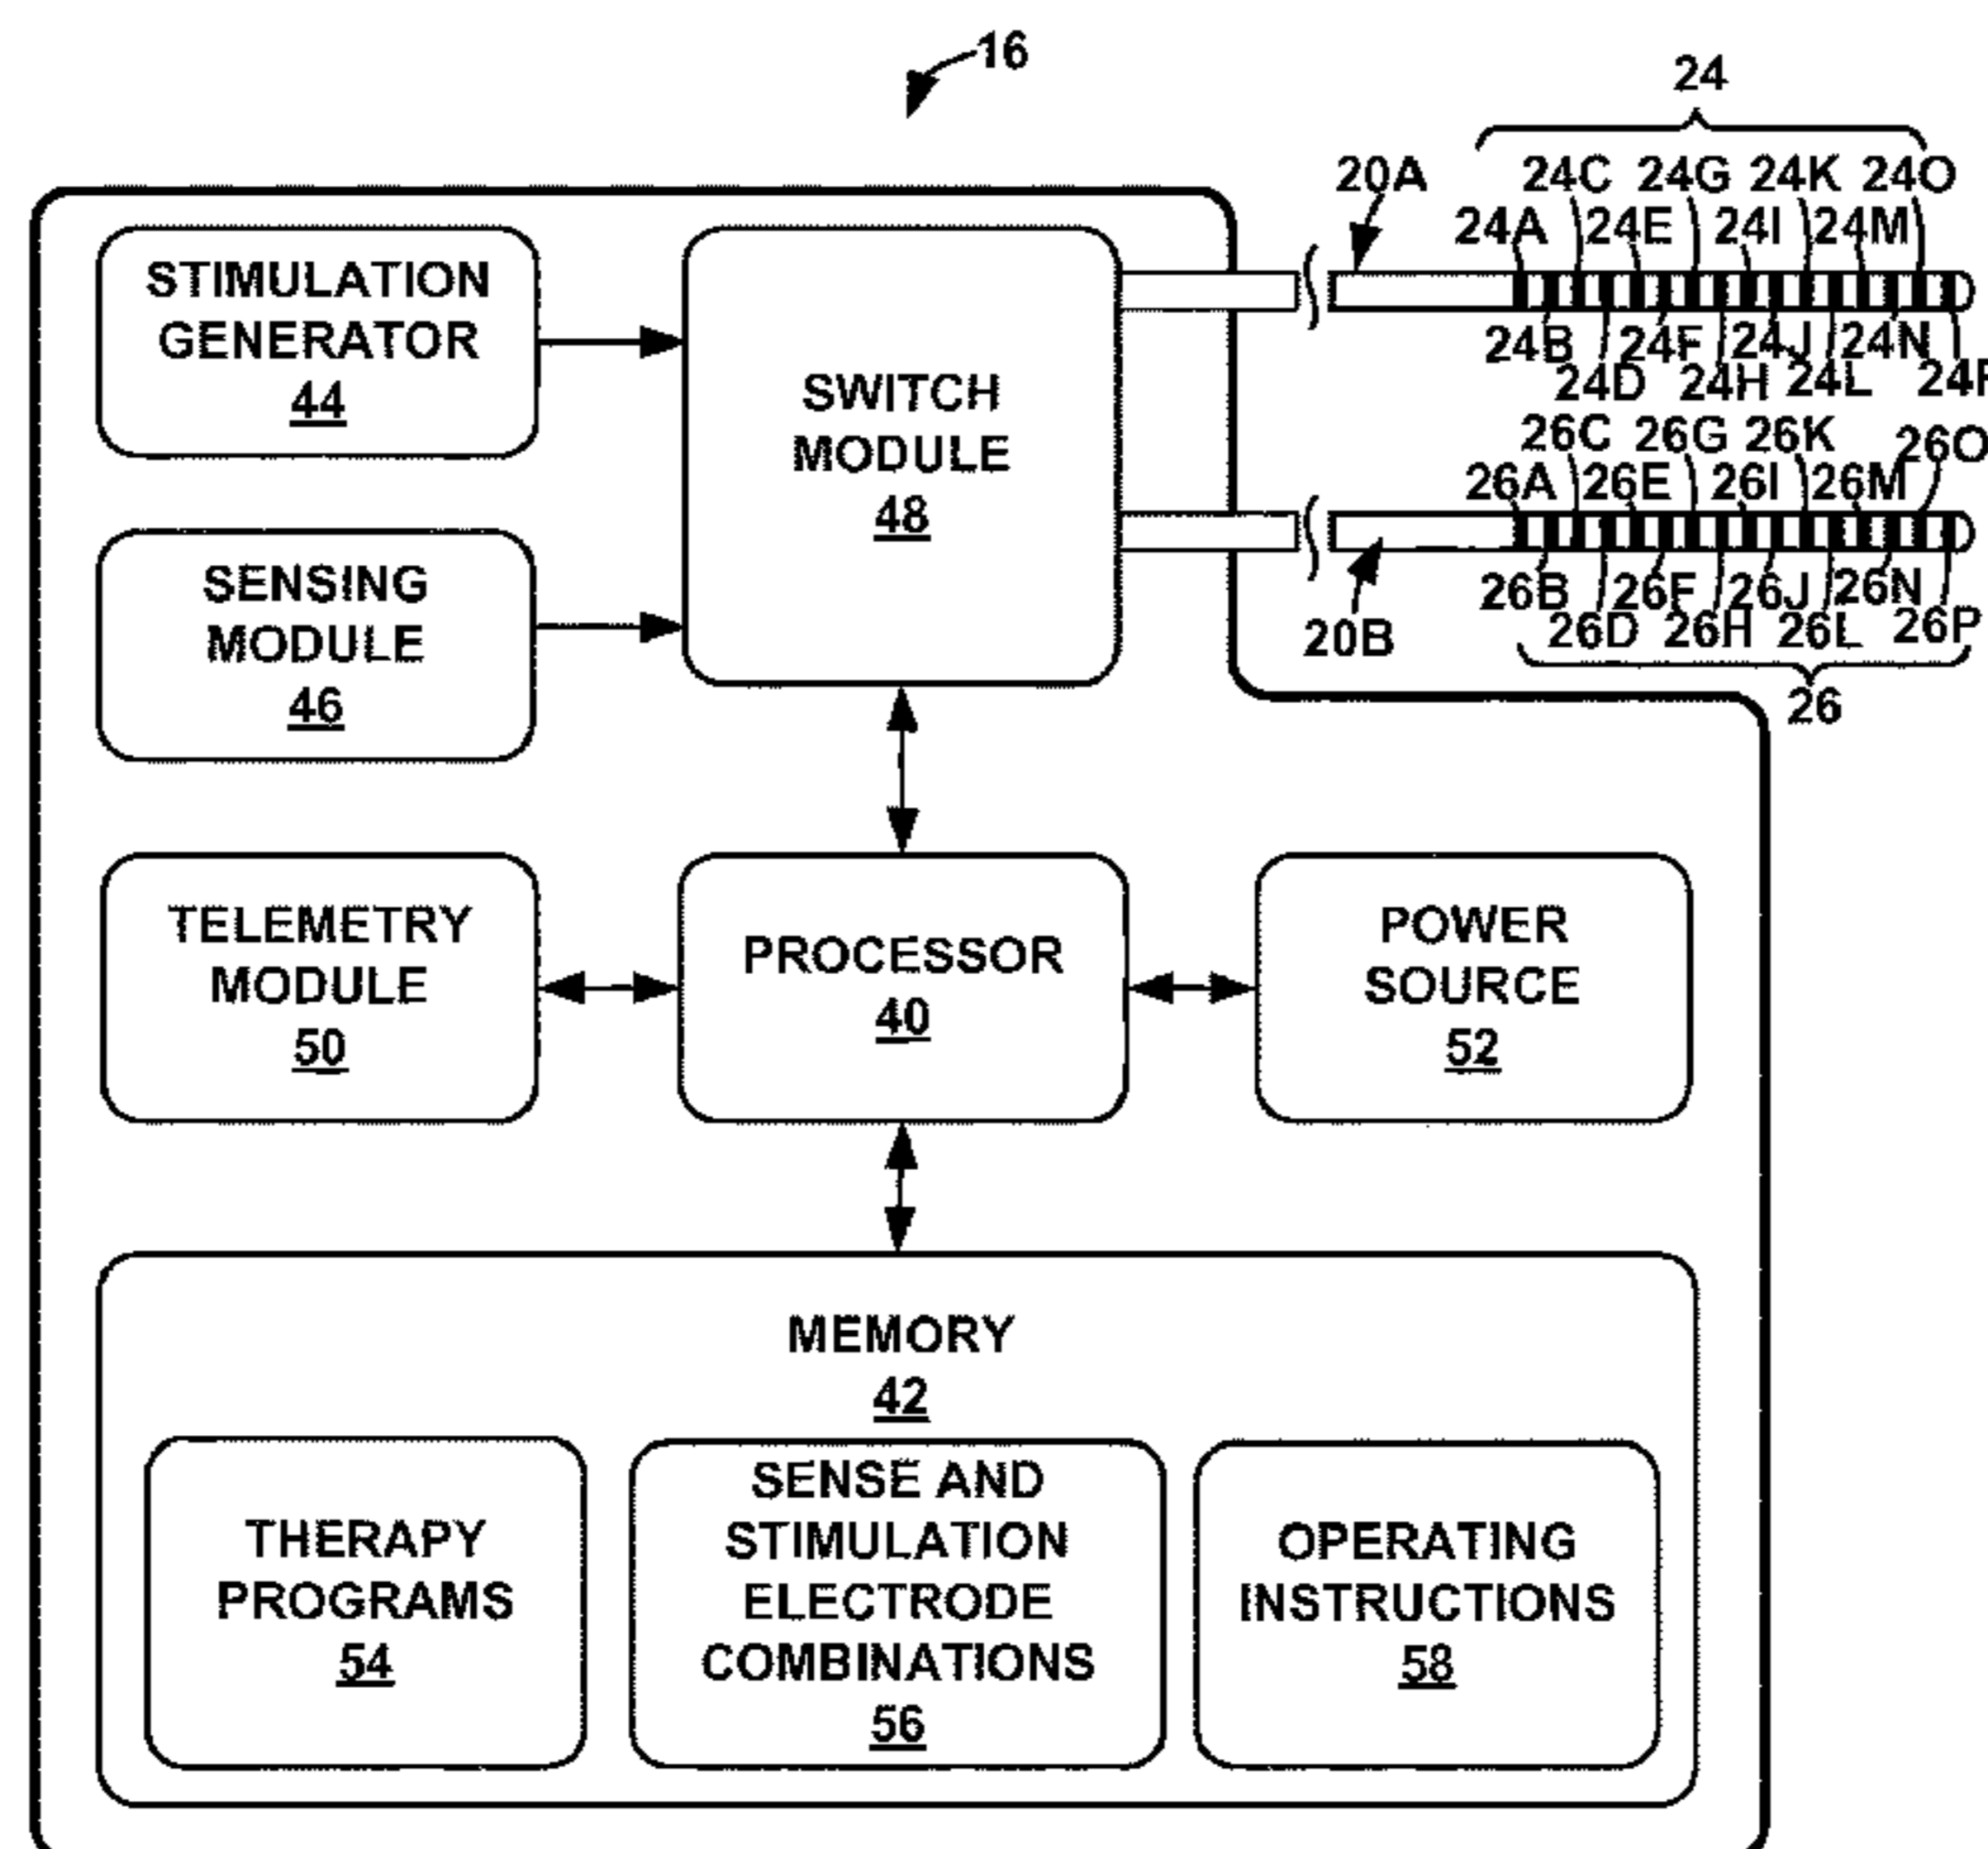 16
24
20A
24C 24G 24K 24O
24A 24E 24I 24M
24B 24F 24J 24N
24D 24H 24L
26C 26G 26K 26O
26A 26E 26I 26M
26B 26F 26J 26N
20B 26D 26H 26L 26P
26
STIMULATION
GENERATOR
44
SWITCH
MODULE
48
SENSING
MODULE
46
TELEMETRY
MODULE
50
PROCESSOR
40
POWER
SOURCE
52
MEMORY
42
THERAPY
PROGRAMS
54
SENSE AND
STIMULATION
ELECTRODE
COMBINATIONS
56
OPERATING
INSTRUCTIONS
58